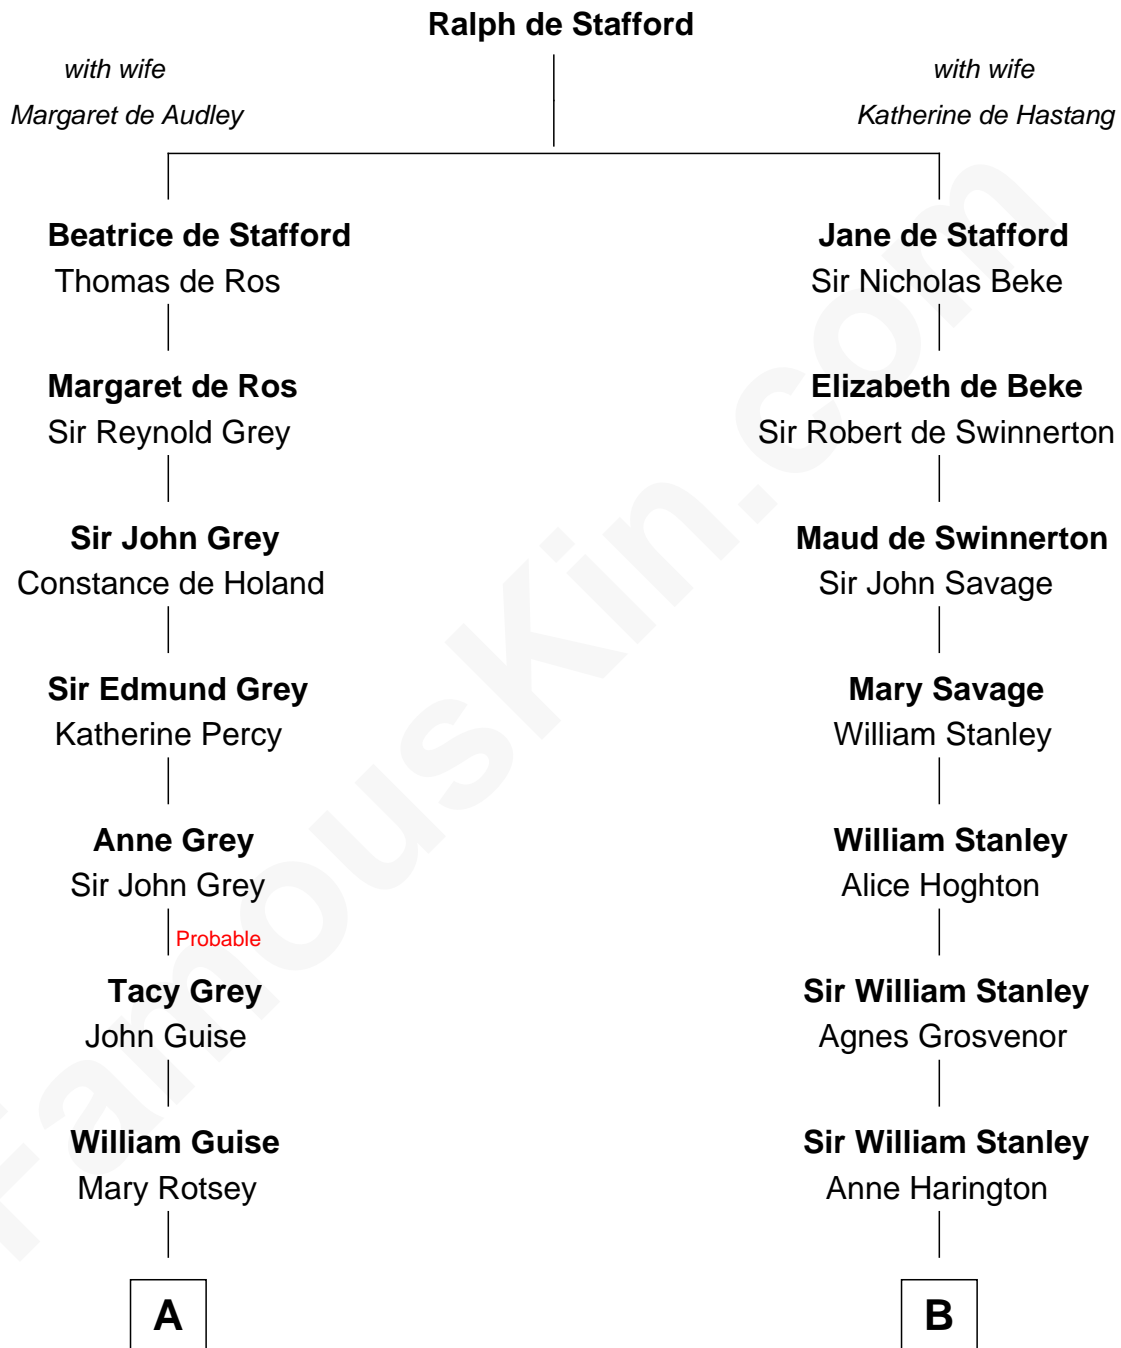 Ralph de Stafford
with wife
Margaret de Audley
with wife
Katherine de Hastang
Beatrice de Stafford
Thomas de Ros
Jane de Stafford
Sir Nicholas Beke
Margaret de Ros
Sir Reynold Grey
Elizabeth de Beke
Sir Robert de Swinnerton
Sir John Grey
Constance de Holand
Maud de Swinnerton
Sir John Savage
Sir Edmund Grey
Katherine Percy
Mary Savage
William Stanley
Anne Grey
Sir John Grey
William Stanley
Alice Hoghton
Probable
Tacy Grey
John Guise
Sir William Stanley
Agnes Grosvenor
William Guise
Mary Rotsey
Sir William Stanley
Anne Harington
A
B
FamousKin.com